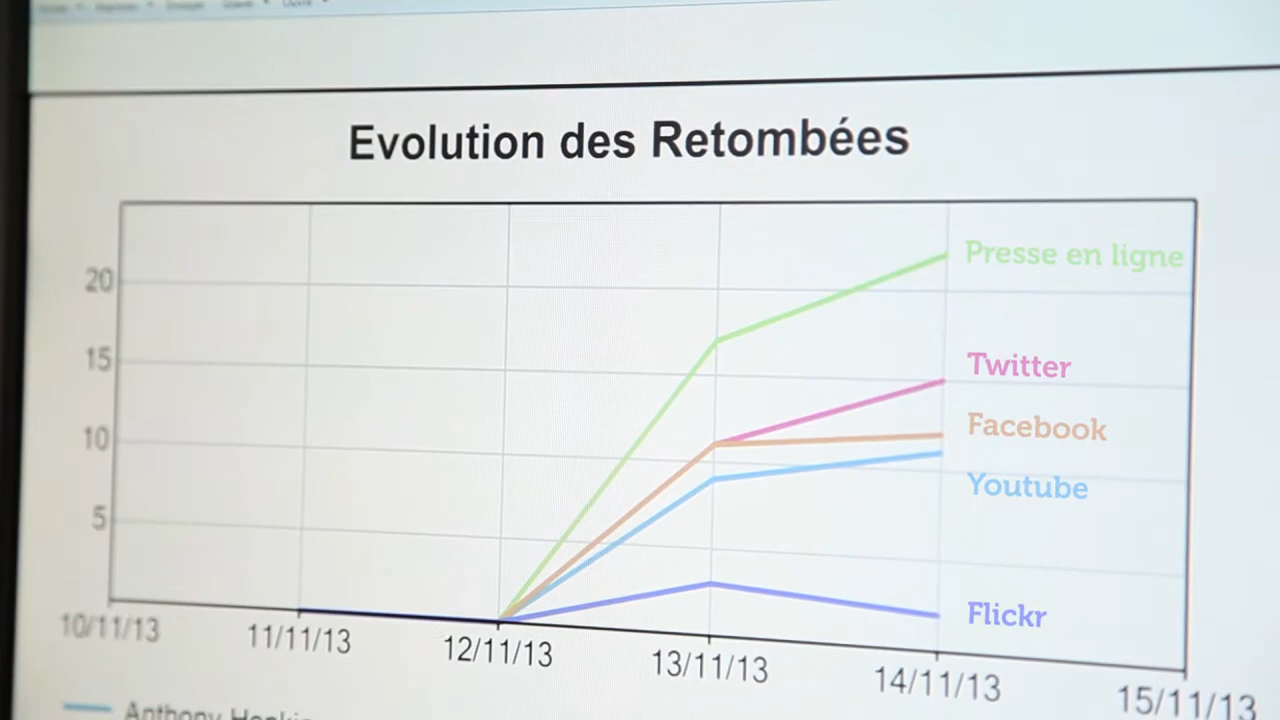 Evolution des Retombées
Presse en ligne
20
Twitter
15
Facebook
10
Youtube
5
Flickr
10/11/13
11/11/13
12/11/13
13/11/13
14/11/13
15/11/13
Anthony